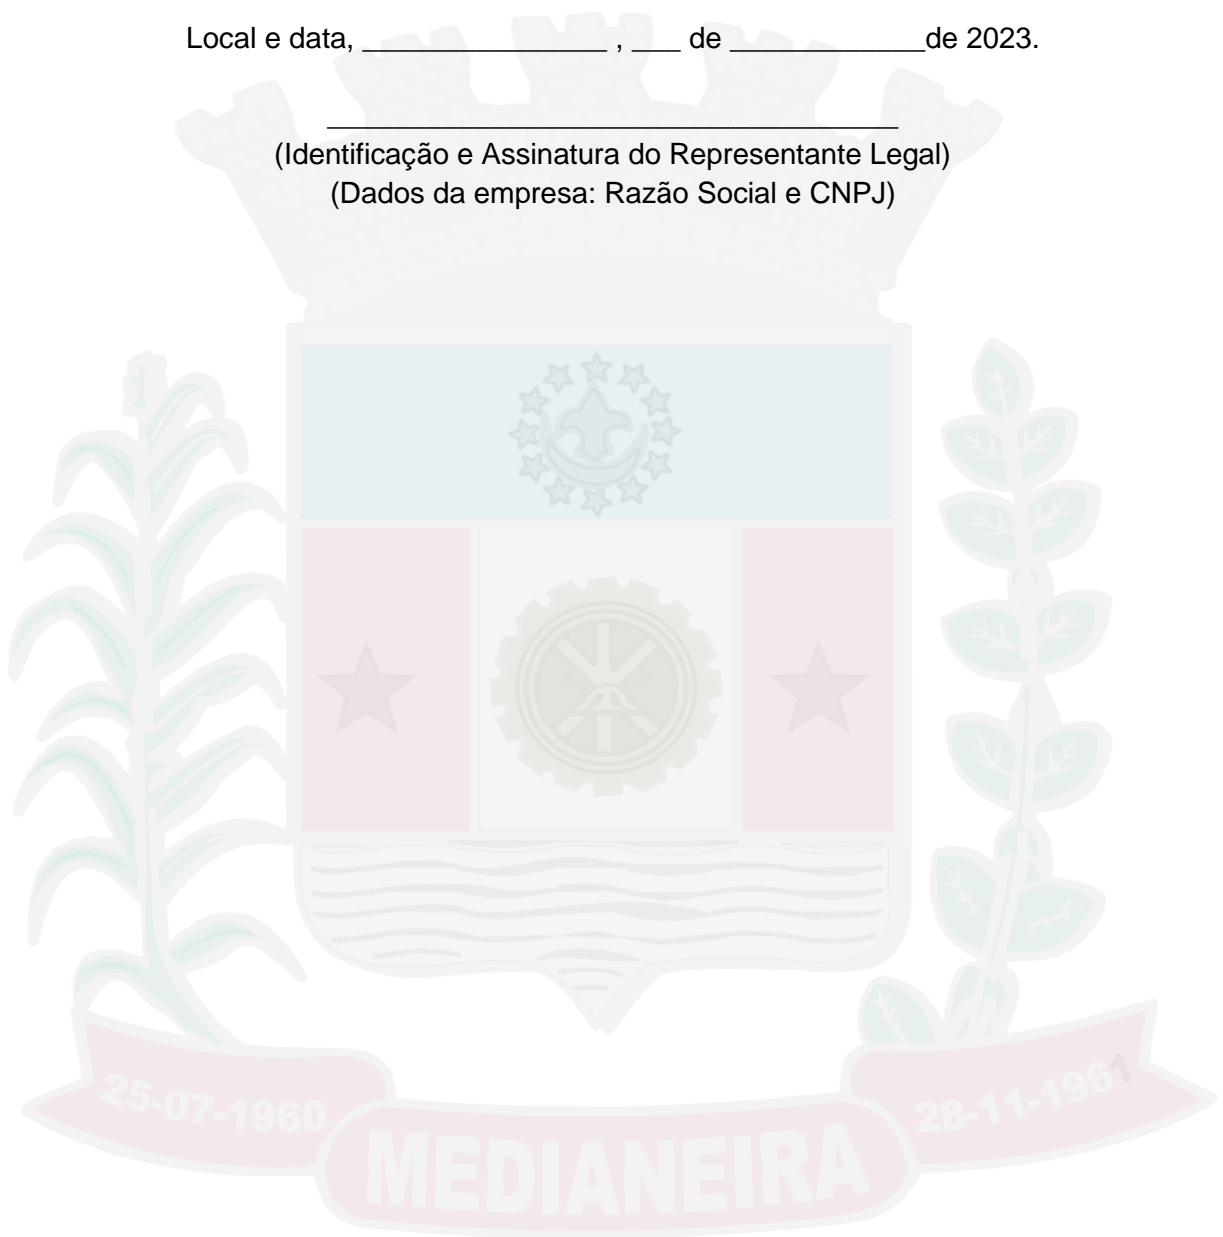 Local e data, _______________ , ___ de ____________de 2023.
___________________________________
(Identificação e Assinatura do Representante Legal)
(Dados da empresa: Razão Social e CNPJ)
25-07-1960
28-11-1961
MEDIANEIRA